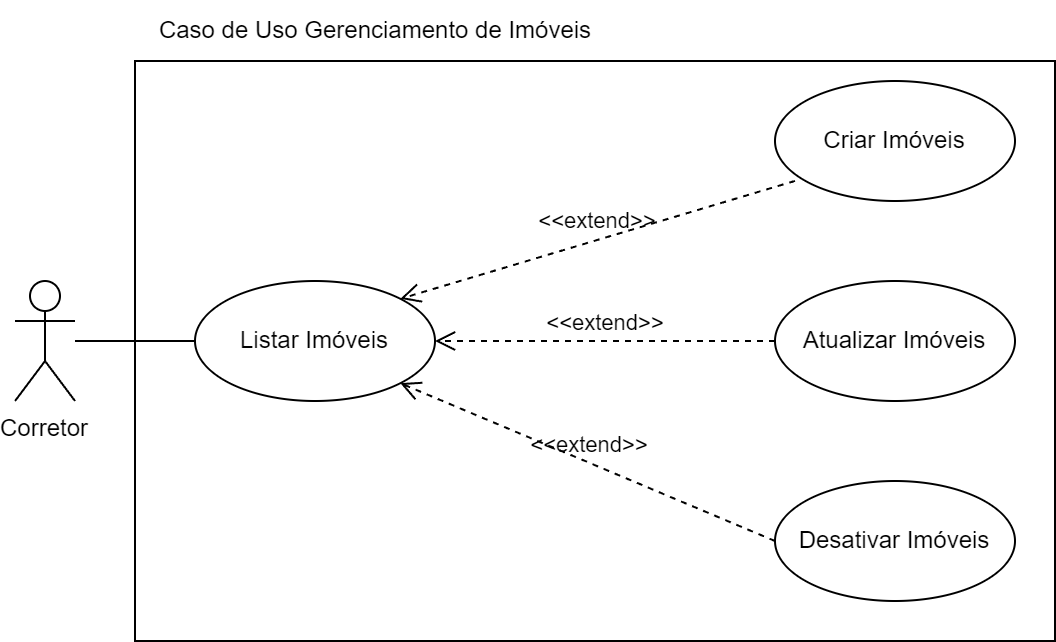 Caso de Uso Gerenciamento de Imóveis
Criar Imóveis
<<extend>>
<<extend>>
Listar Imóveis
Atualizar Imóveis
Corretor
<<extend>>
Desativar Imóveis